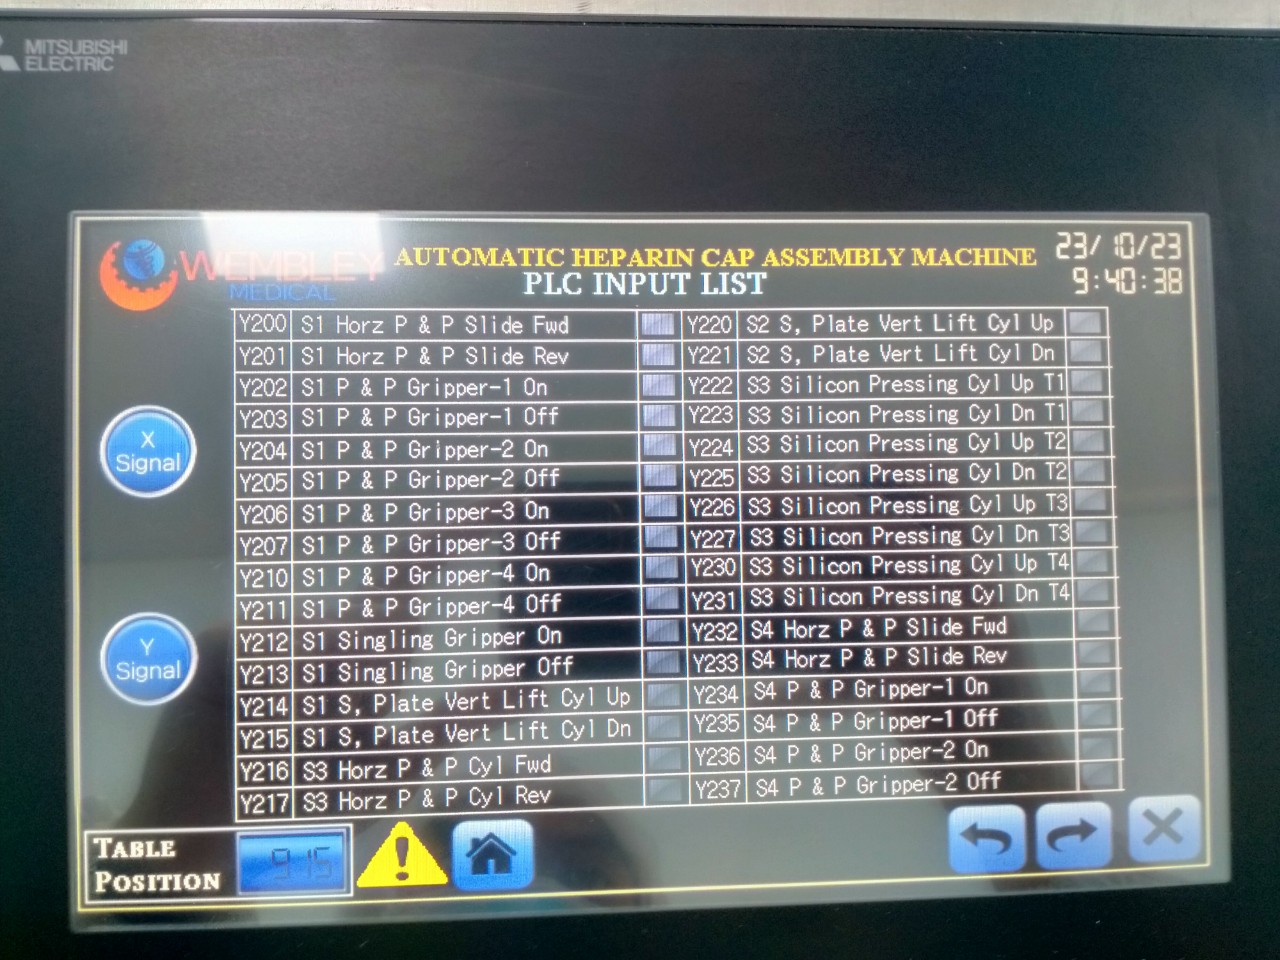 MITSUBISHI
ELECTRIC
WEMBLEY
MEDICAL
AUTOMATIC HEPARIN CAP ASSEMBLY MACHINE
PLC INPUT LIST
23/10/23
9:40:38
X
Signal
Y
Signal
Y200 S1 Horz P & P Slide Fwd
Y201 S1 Horz P & P Slide Rev
Y202 S1 P & P Gripper-1 On
Y203 S1 P & P Gripper-1 Off
Y204 S1 P & P Gripper-2 On
Y205 S1 P & P Gripper-2 Off
Y206 S1 P & P Gripper-3 On
Y207 S1 P & P Gripper-3 Off
Y210 S1 P & P Gripper-4 On
Y211 S1 P & P Gripper-4 Off
Y212 S1 Singling Gripper On
Y213 S1 Singling Gripper Off
Y214 S1 S, Plate Vert Lift Cyl Up
Y215 S1 S, Plate Vert Lift Cyl Dn
Y216 S3 Horz P & P Cyl Fwd
Y217 S3 Horz P & P Cyl Rev
Y220 S2 S, Plate Vert Lift Cyl Up
Y221 S2 S, Plate Vert Lift Cyl Dn
Y222 S3 Silicon Pressing Cyl Up T1
Y223 S3 Silicon Pressing Cyl Dn T1
Y224 S3 Silicon Pressing Cyl Up T2
Y225 S3 Silicon Pressing Cyl Dn T2
Y226 S3 Silicon Pressing Cyl Up T3
Y227 S3 Silicon Pressing Cyl Dn T3
Y230 S3 Silicon Pressing Cyl Up T4
Y231 S3 Silicon Pressing Cyl Dn T4
Y232 S4 Horz P & P Slide Fwd
Y233 S4 Horz P & P Slide Rev
Y234 S4 P & P Gripper-1 On
Y235 S4 P & P Gripper-1 Off
Y236 S4 P & P Gripper-2 On
Y237 S4 P & P Gripper-2 Off
TABLE
POSITION
915